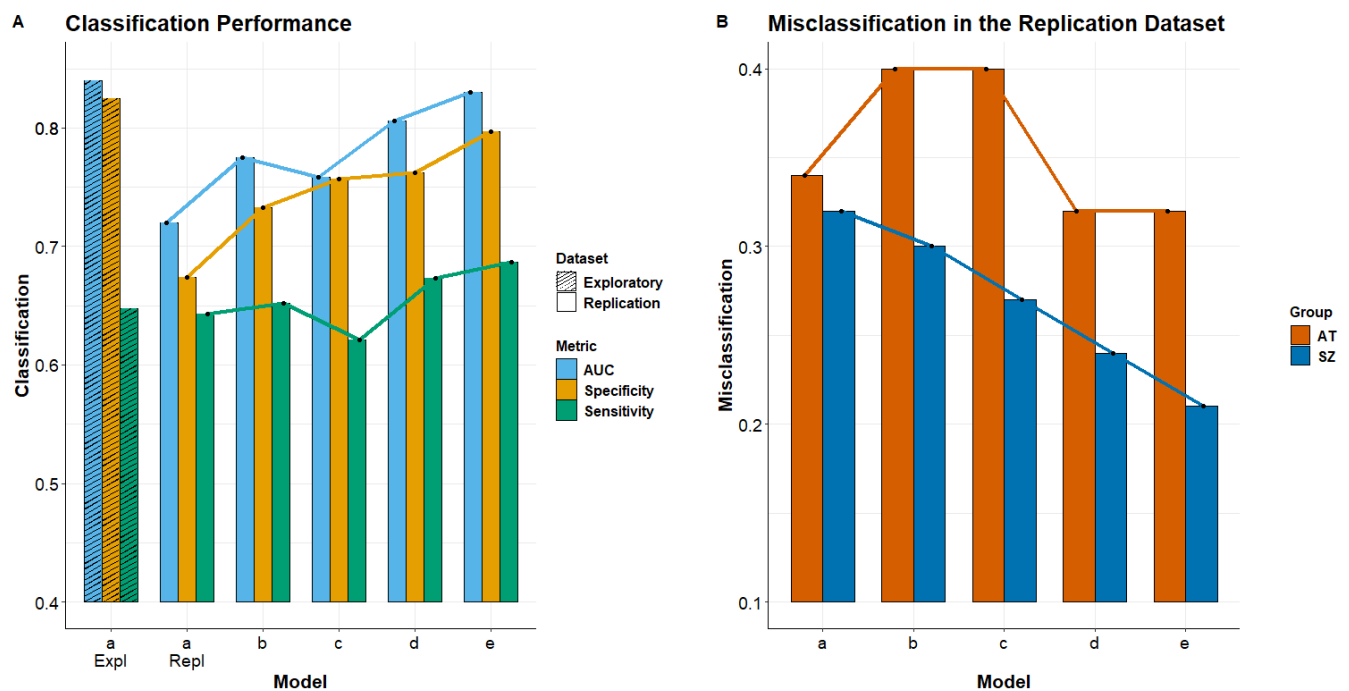 A
Classification Performance
Classification
0.8
0.7
0.6
0.5
0.4
a
Expl
a
Repl
b
c
d
e
Model
Dataset
Exploratory
Replication
Metric
AUC
Specificity
Sensitivity
B
Misclassification in the Replication Dataset
Misclassification
0.4
0.3
0.2
0.1
a
b
c
d
e
Model
Group
AT
SZ